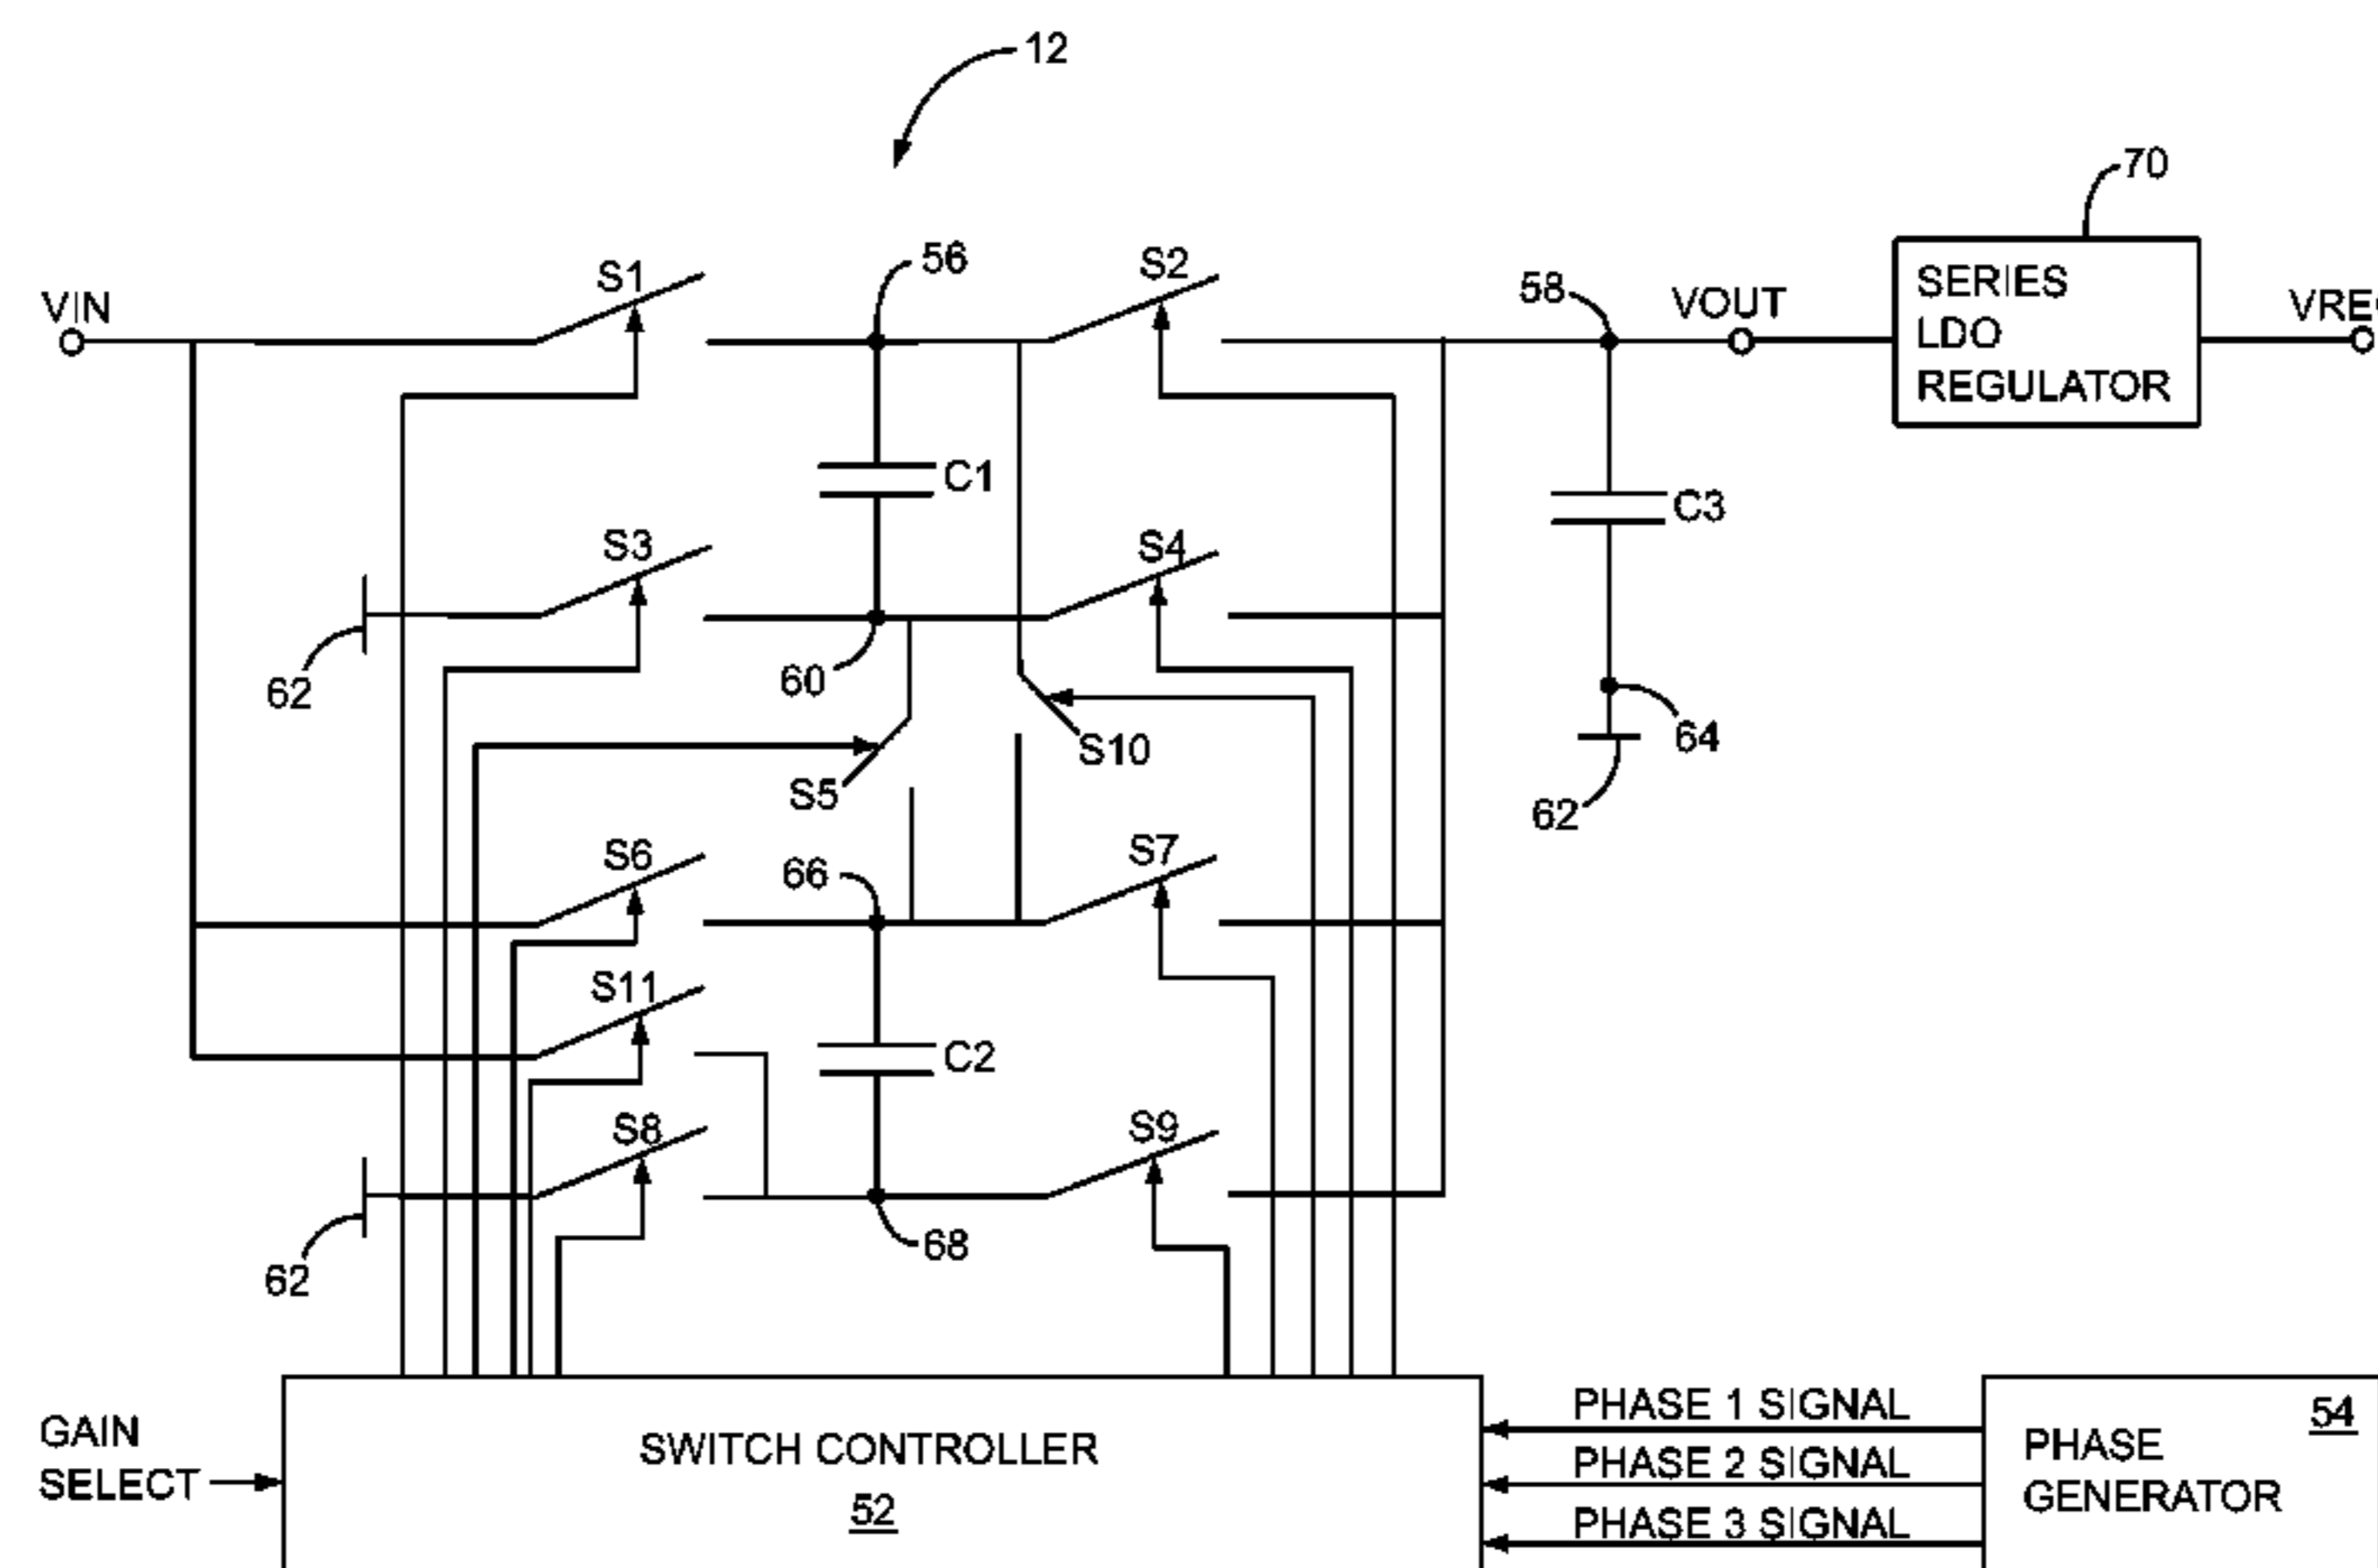 12
70
S1
56
S2
58
VOUT
SERIES
LDO
REGULATOR
VIN
C1
C3
S3
S4
62
60
64
S10
S5
62
S6
66
S7
S11
C2
S8
S9
62
68
GAIN
SELECT
SWITCH CONTROLLER
52
PHASE 1 SIGNAL
PHASE 2 SIGNAL
PHASE 3 SIGNAL
54
PHASE
GENERATOR